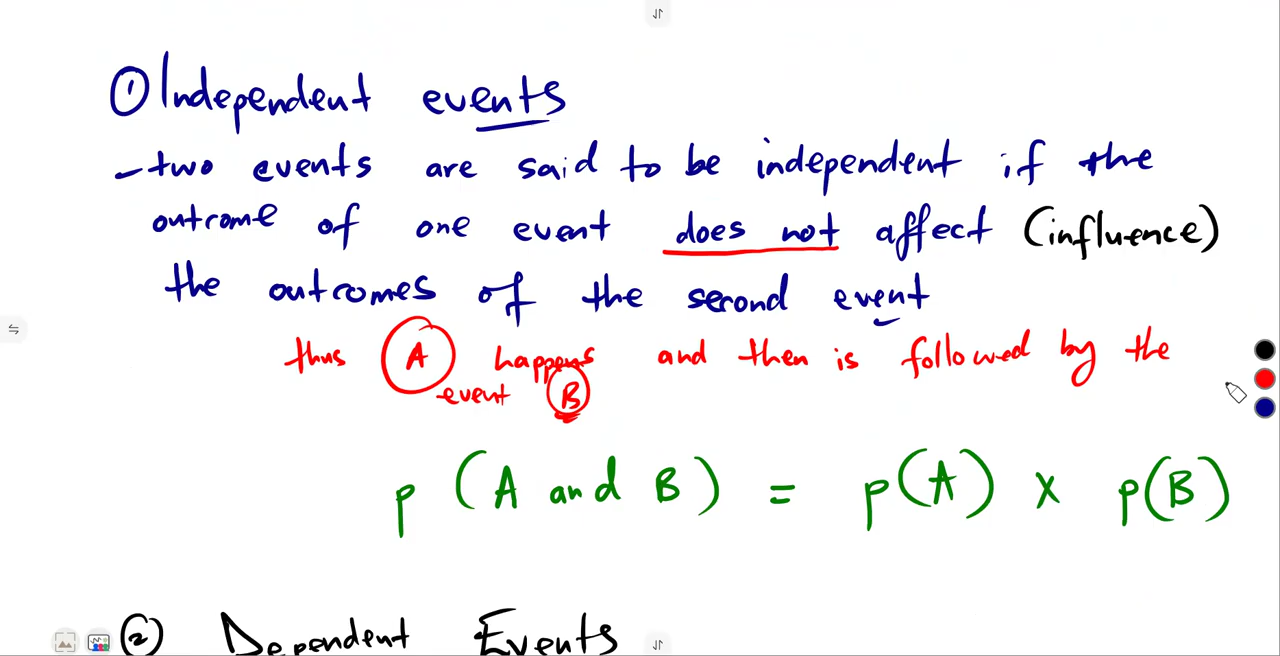 ① Independent events
- two events are said to be independent if the
outcome of one event does not affect (influence)
the outcomes of the second event
thus A happens and then is followed by the
event B
p (A and B) = p(A) x p(B)
② Dependent Events